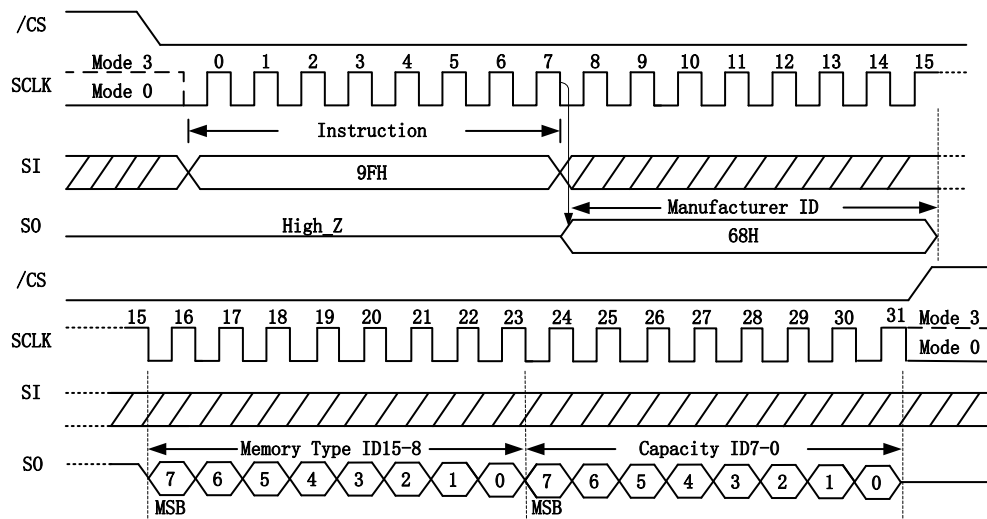 /CS
Mode 3
0 1 2 3 4 5 6 7 8 9 10 11 12 13 14 15
SCLK
Mode 0
Instruction
SI
9FH
Manufacturer ID
SO
High_Z
68H
/CS
15 16 17 18 19 20 21 22 23 24 25 26 27 28 29 30 31
Mode 3
SCLK
Mode 0
SI
Memory Type ID15-8
Capacity ID7-0
SO
7 6 5 4 3 2 1 0 7 6 5 4 3 2 1 0
MSB
MSB